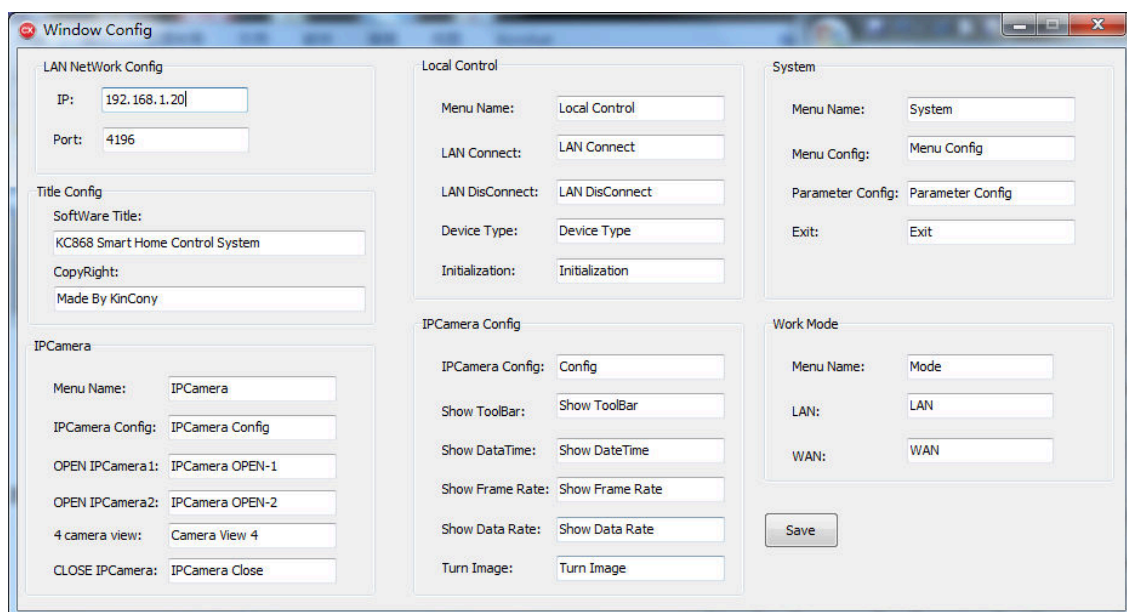 Window Config
LAN NetWork Config
IP: 192.168.1.20
Port: 4196
Title Config
SoftWare Title:
KC868 Smart Home Control System
CopyRight:
Made By KinCony
IPCamera
Menu Name: IPCamera
IPCamera Config: IPCamera Config
OPEN IPCamera1: IPCamera OPEN-1
OPEN IPCamera2: IPCamera OPEN-2
4 camera view: Camera View 4
CLOSE IPCamera: IPCamera Close
Local Control
Menu Name: Local Control
LAN Connect: LAN Connect
LAN DisConnect: LAN DisConnect
Device Type: Device Type
Initialization: Initialization
IPCamera Config
IPCamera Config: Config
Show ToolBar: Show ToolBar
Show DataTime: Show DateTime
Show Frame Rate: Show Frame Rate
Show Data Rate: Show Data Rate
Turn Image: Turn Image
System
Menu Name: System
Menu Config: Menu Config
Parameter Config: Parameter Config
Exit: Exit
Work Mode
Menu Name: Mode
LAN: LAN
WAN: WAN
Save